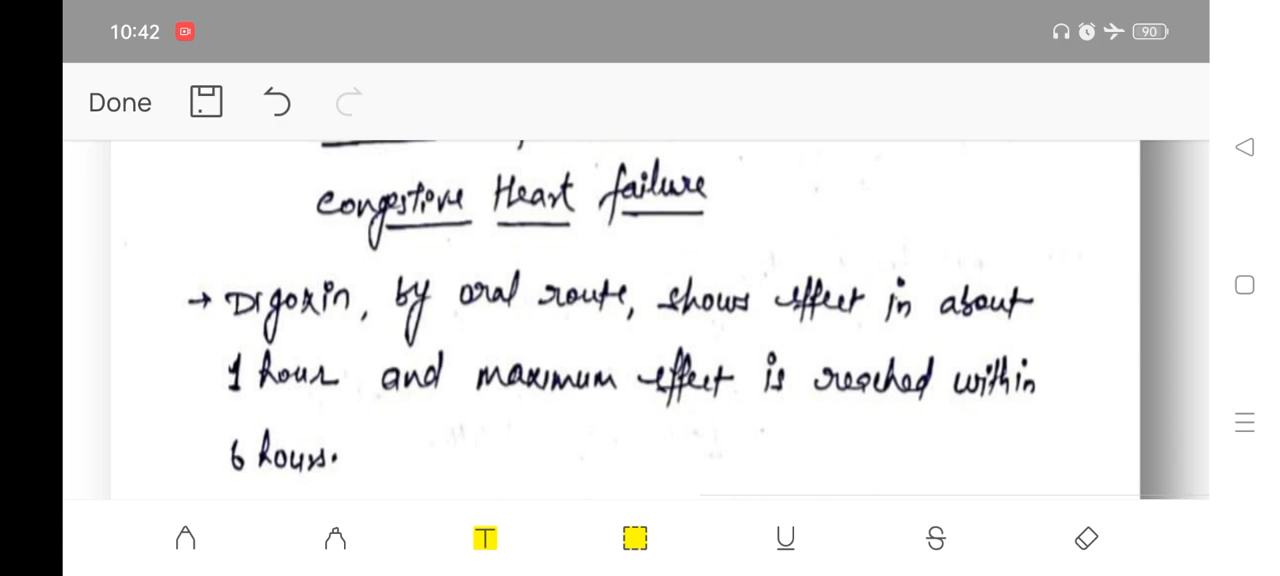 10:42
90
Done
Congestive Heart failure
→ Digoxin, by oral route, shows effect in about
1 hour and maximum effect is reached within
6 hours.
T
U
S